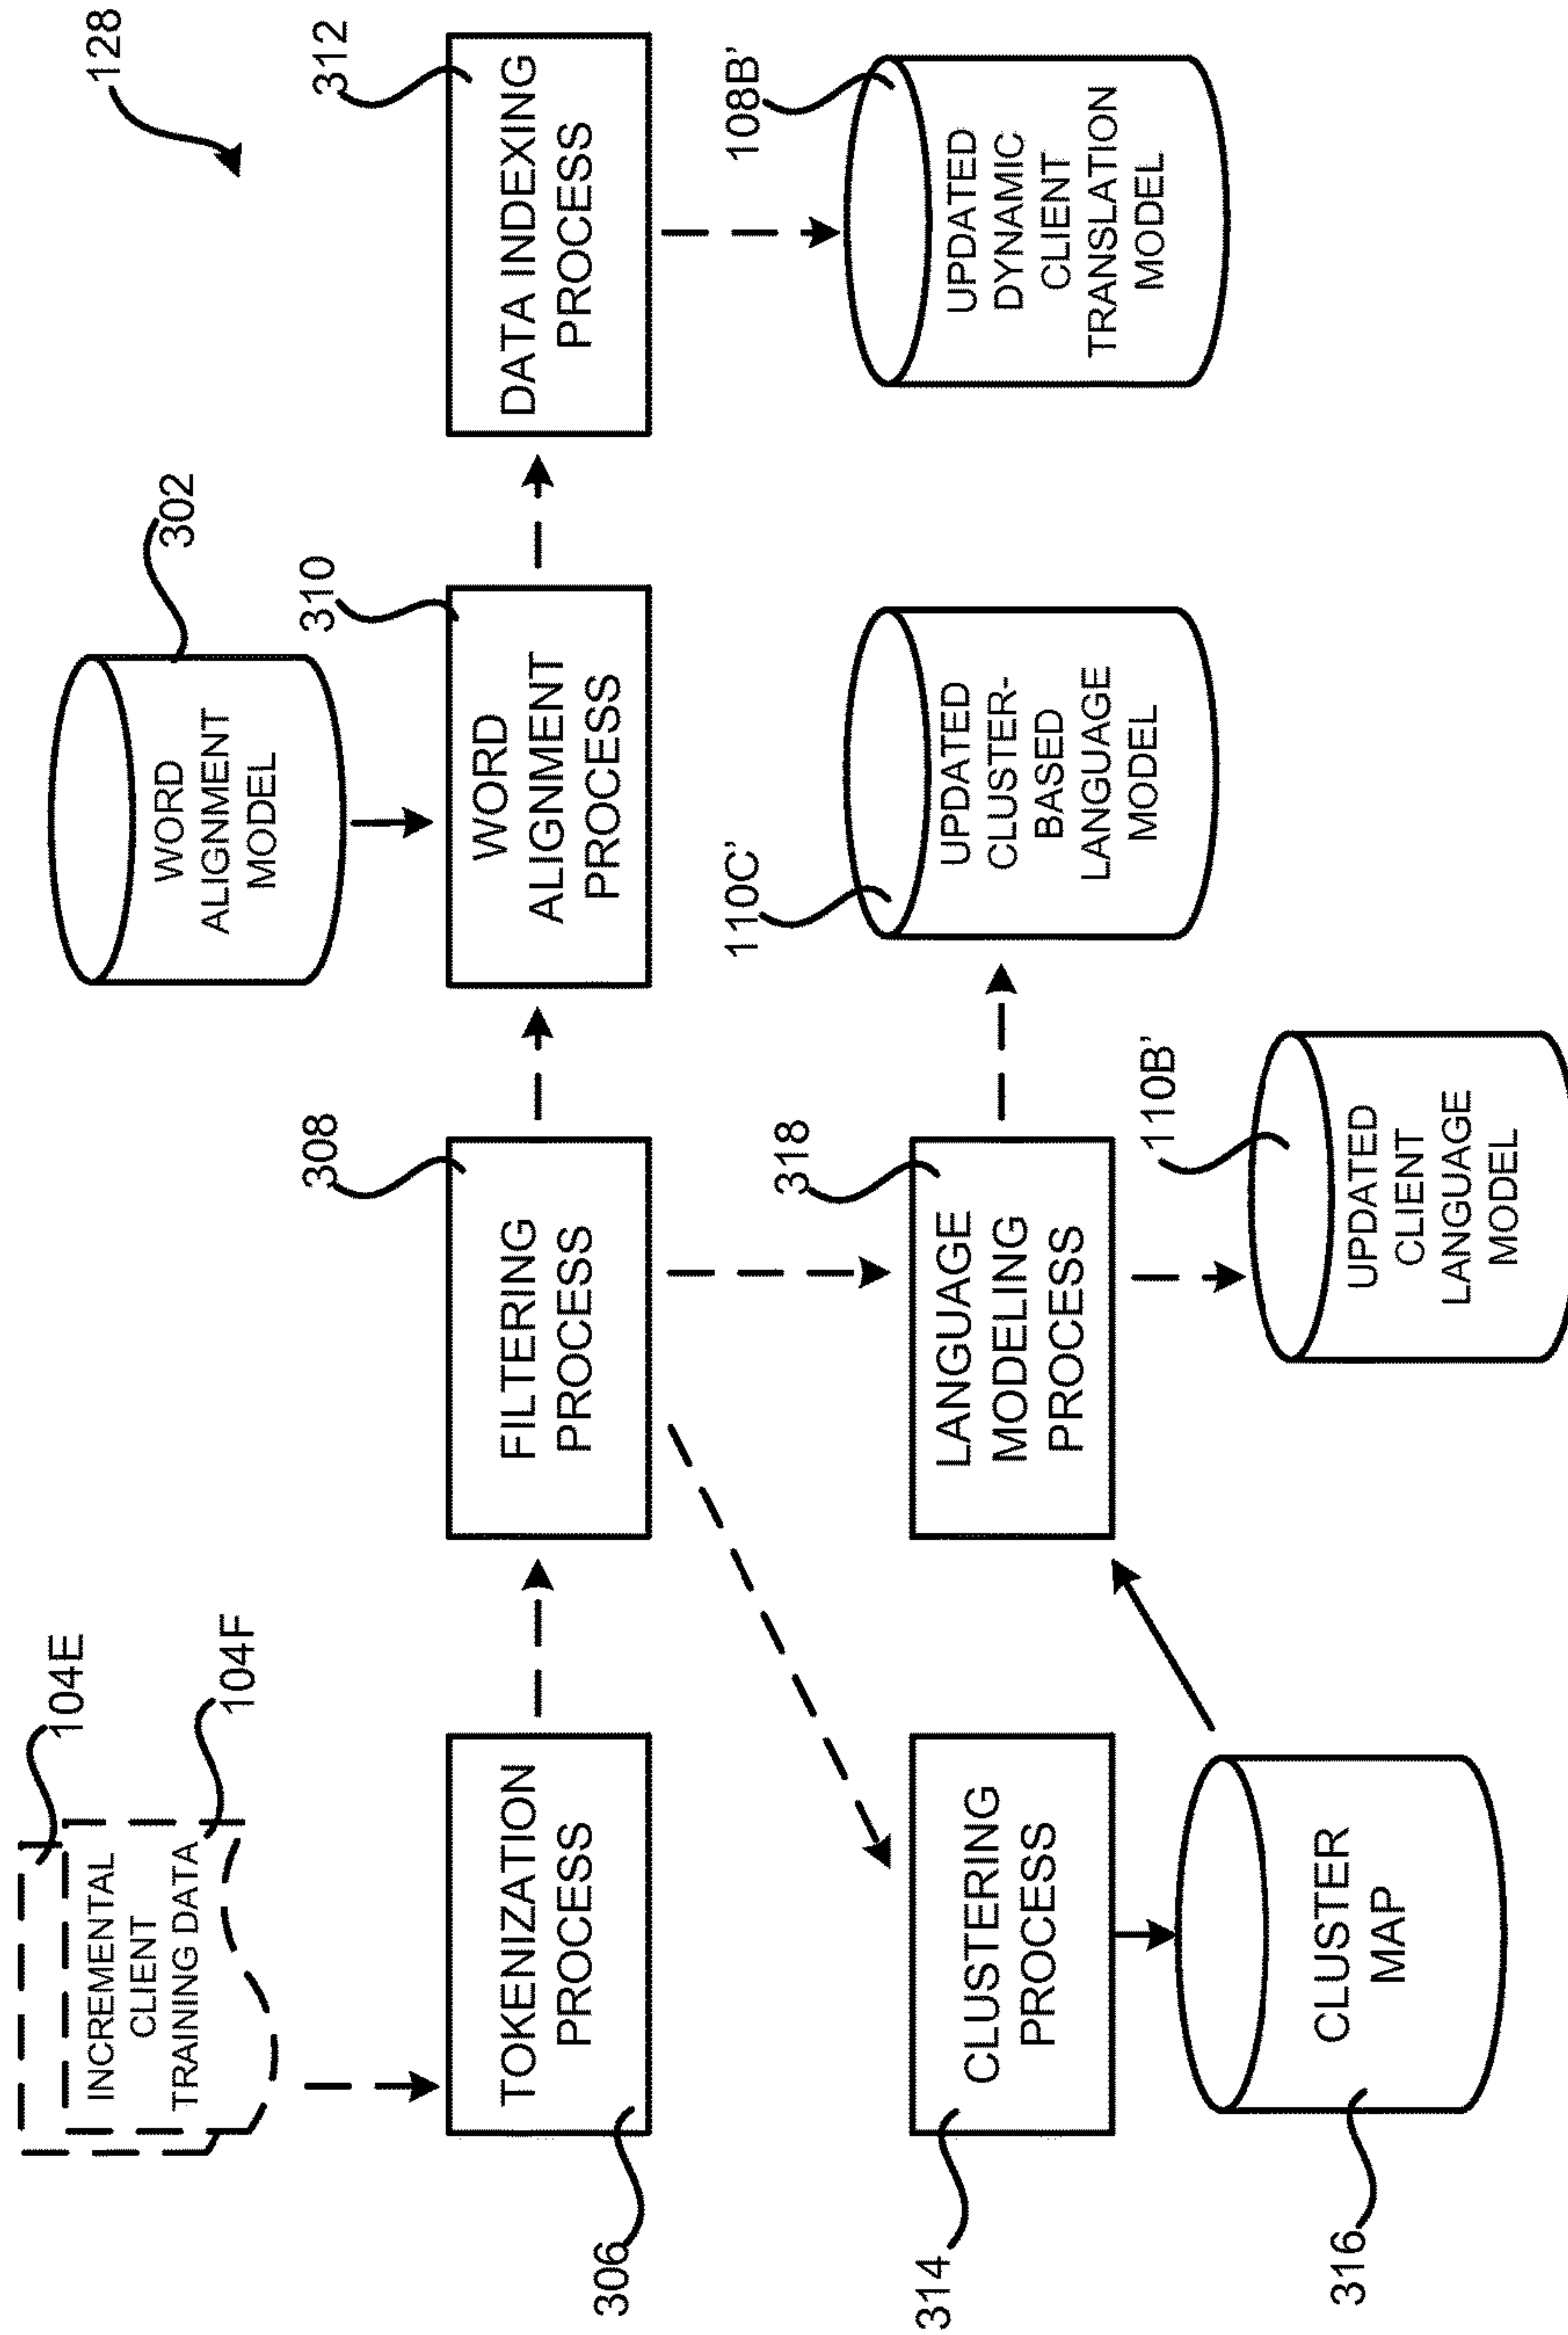 128
104E
104F
INCREMENTAL
CLIENT
TRAINING DATA
302
WORD
ALIGNMENT
MODEL
306
TOKENIZATION
PROCESS
308
FILTERING
PROCESS
310
WORD
ALIGNMENT
PROCESS
312
DATA INDEXING
PROCESS
314
CLUSTERING
PROCESS
318
LANGUAGE
MODELING
PROCESS
110C’
UPDATED
CLUSTER-
BASED
LANGUAGE
MODEL
108B’
UPDATED
DYNAMIC
CLIENT
TRANSLATION
MODEL
316
CLUSTER
MAP
110B’
UPDATED
CLIENT
LANGUAGE
MODEL